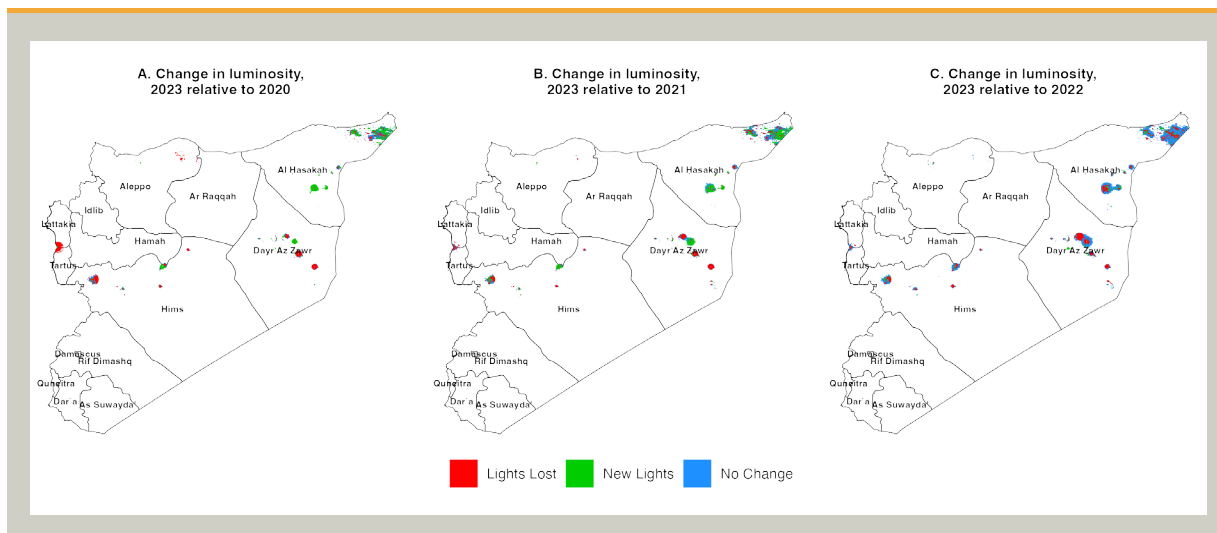 A. Change in luminosity,
2023 relative to 2020
B. Change in luminosity,
2023 relative to 2021
C. Change in luminosity,
2023 relative to 2022
Al Hasakah
Aleppo
Ar Raqqah
Idlib
Lattakia
Hamah
Dayr Az Zawr
Tartus
Hims
Damascus
Rif Dimashq
Quneitra
Dar'a
As Suwayda'
Al Hasakah
Aleppo
Ar Raqqah
Idlib
Lattakia
Hamah
Dayr Az Zawr
Tartus
Hims
Damascus
Rif Dimashq
Quneitra
Dar'a
As Suwayda'
Al Hasakah
Aleppo
Ar Raqqah
Idlib
Lattakia
Hamah
Dayr Az Zawr
Tartus
Hims
Damascus
Rif Dimashq
Quneitra
Dar'a
As Suwayda'
Lights Lost
New Lights
No Change